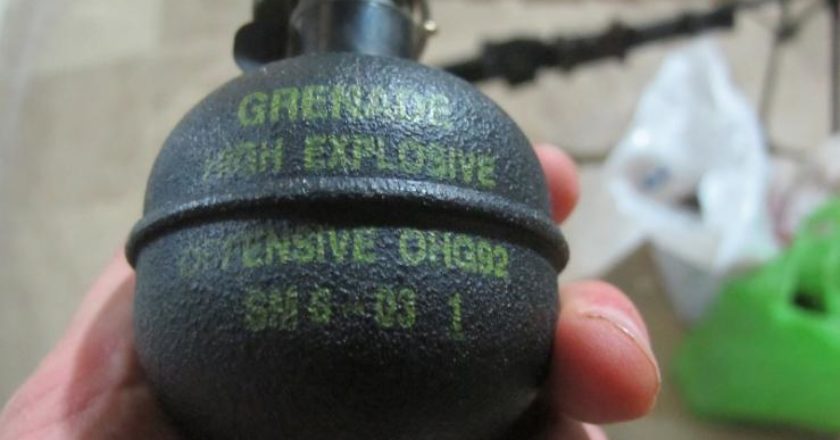 GRENADE
HIGH EXPLOSIVE
OFFENSIVE OHG92
SM 6-03 1